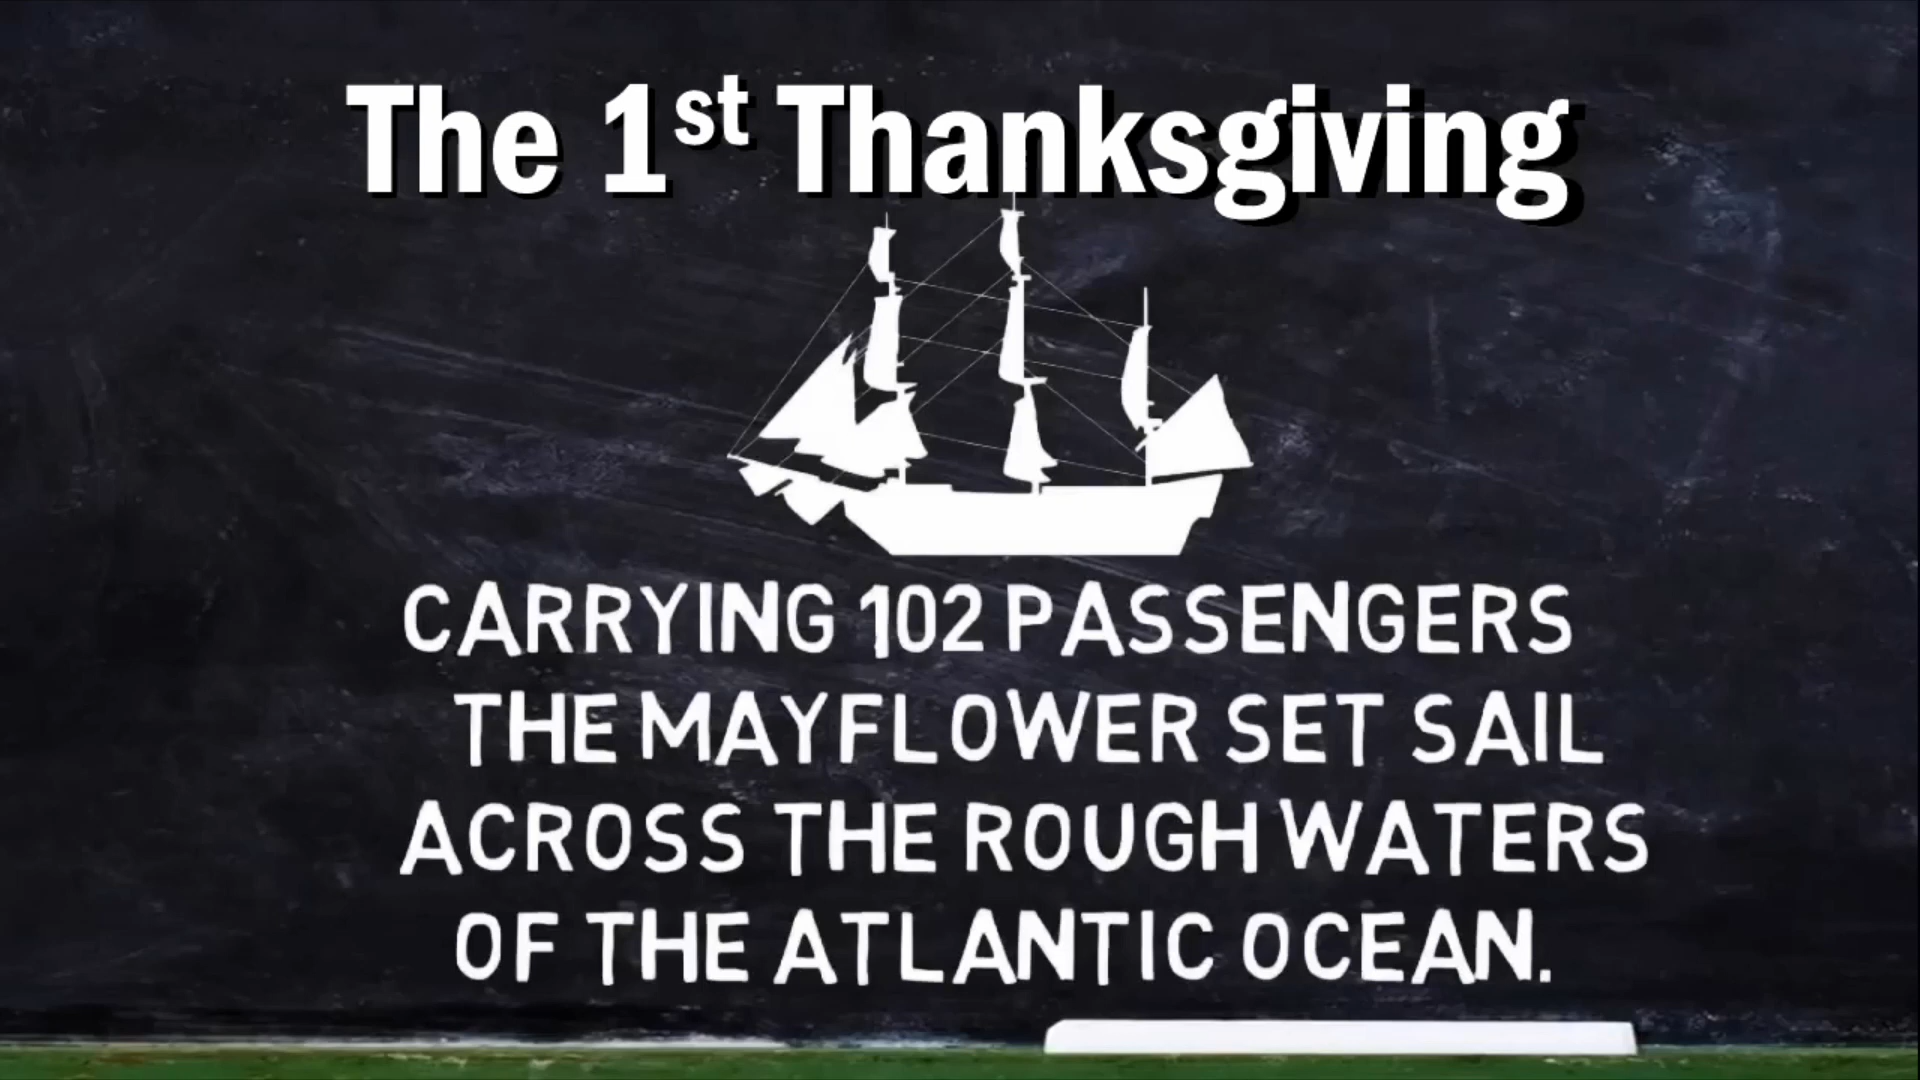 The 1st Thanksgiving
CARRYING 102 PASSENGERS
THE MAYFLOWER SET SAIL
ACROSS THE ROUGH WATERS
OF THE ATLANTIC OCEAN.